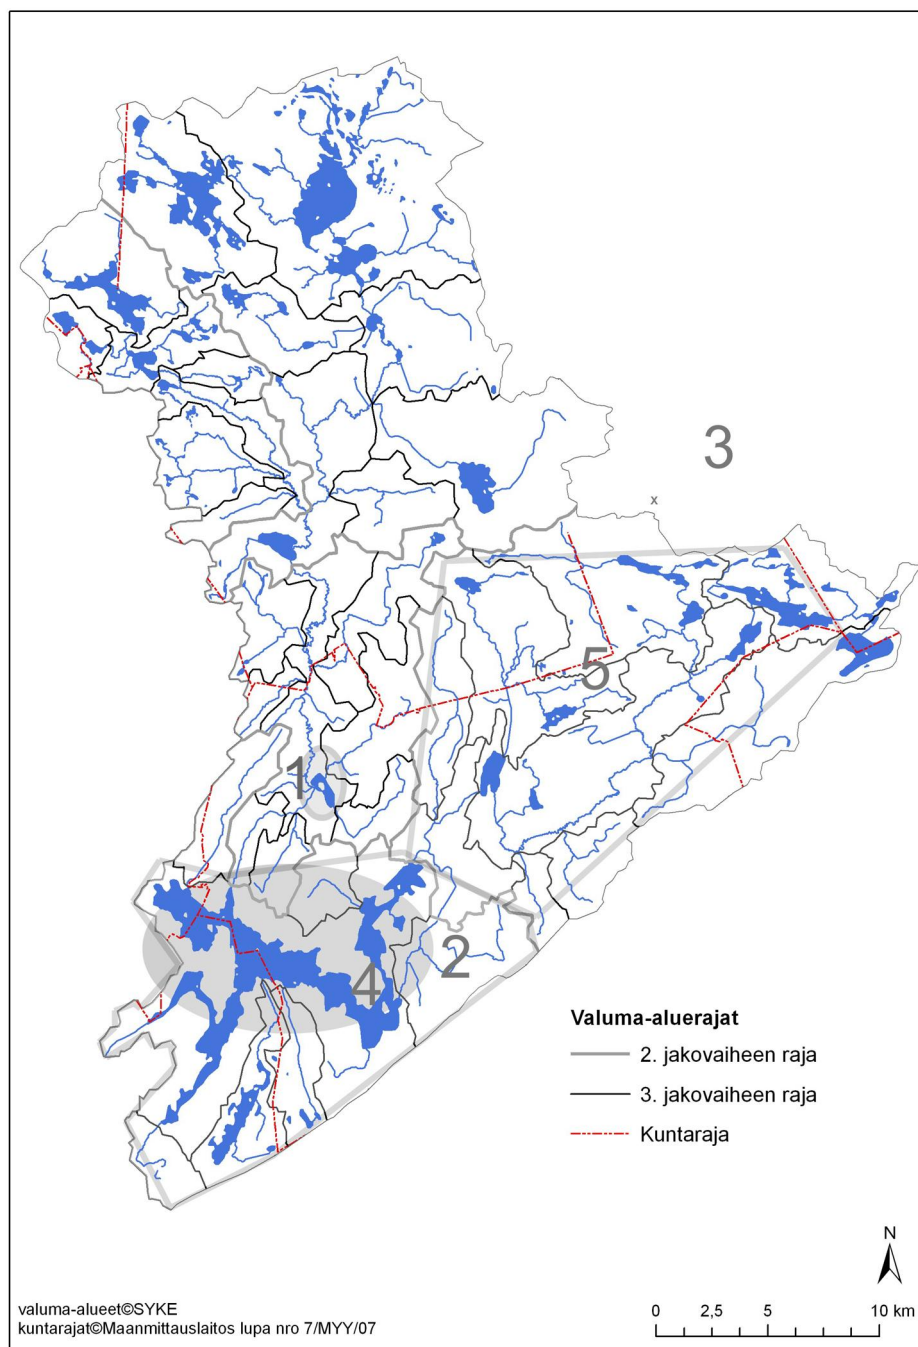 3
x
5
1
2
4
Valuma-aluerajat
2. jakovaiheen raja
3. jakovaiheen raja
Kuntaraja
N
valuma-alueet©SYKE
kuntarajat©Maanmittauslaitos lupa nro 7/MYY/07
0 2,5 5 10 km